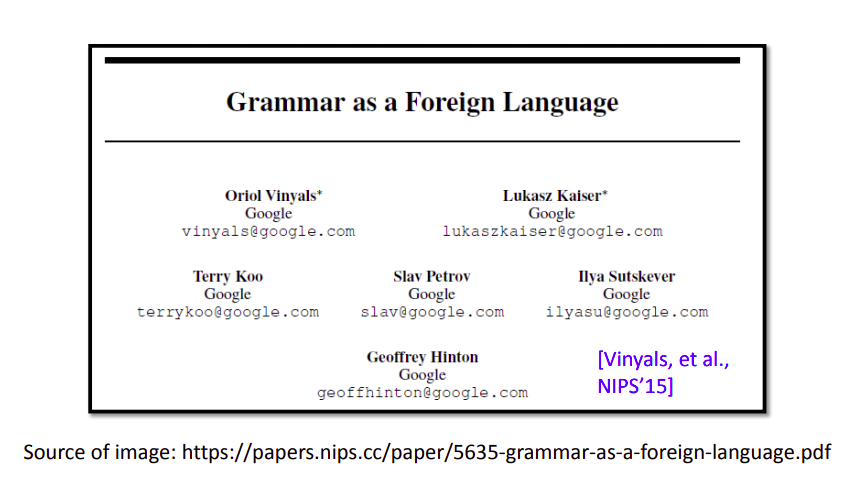 Grammar as a Foreign Language
Oriol Vinyals* Lukasz Kaiser*
Google Google
vinyals@google.com lukaszkaiser@google.com
Terry Koo Slav Petrov Ilya Sutskever
Google Google Google
terrykoo@google.com slav@google.com ilyasu@google.com
Geoffrey Hinton
Google
geoffhinton@google.com
[Vinyals, et al.,
NIPS’15]
Source of image: https://papers.nips.cc/paper/5635-grammar-as-a-foreign-language.pdf